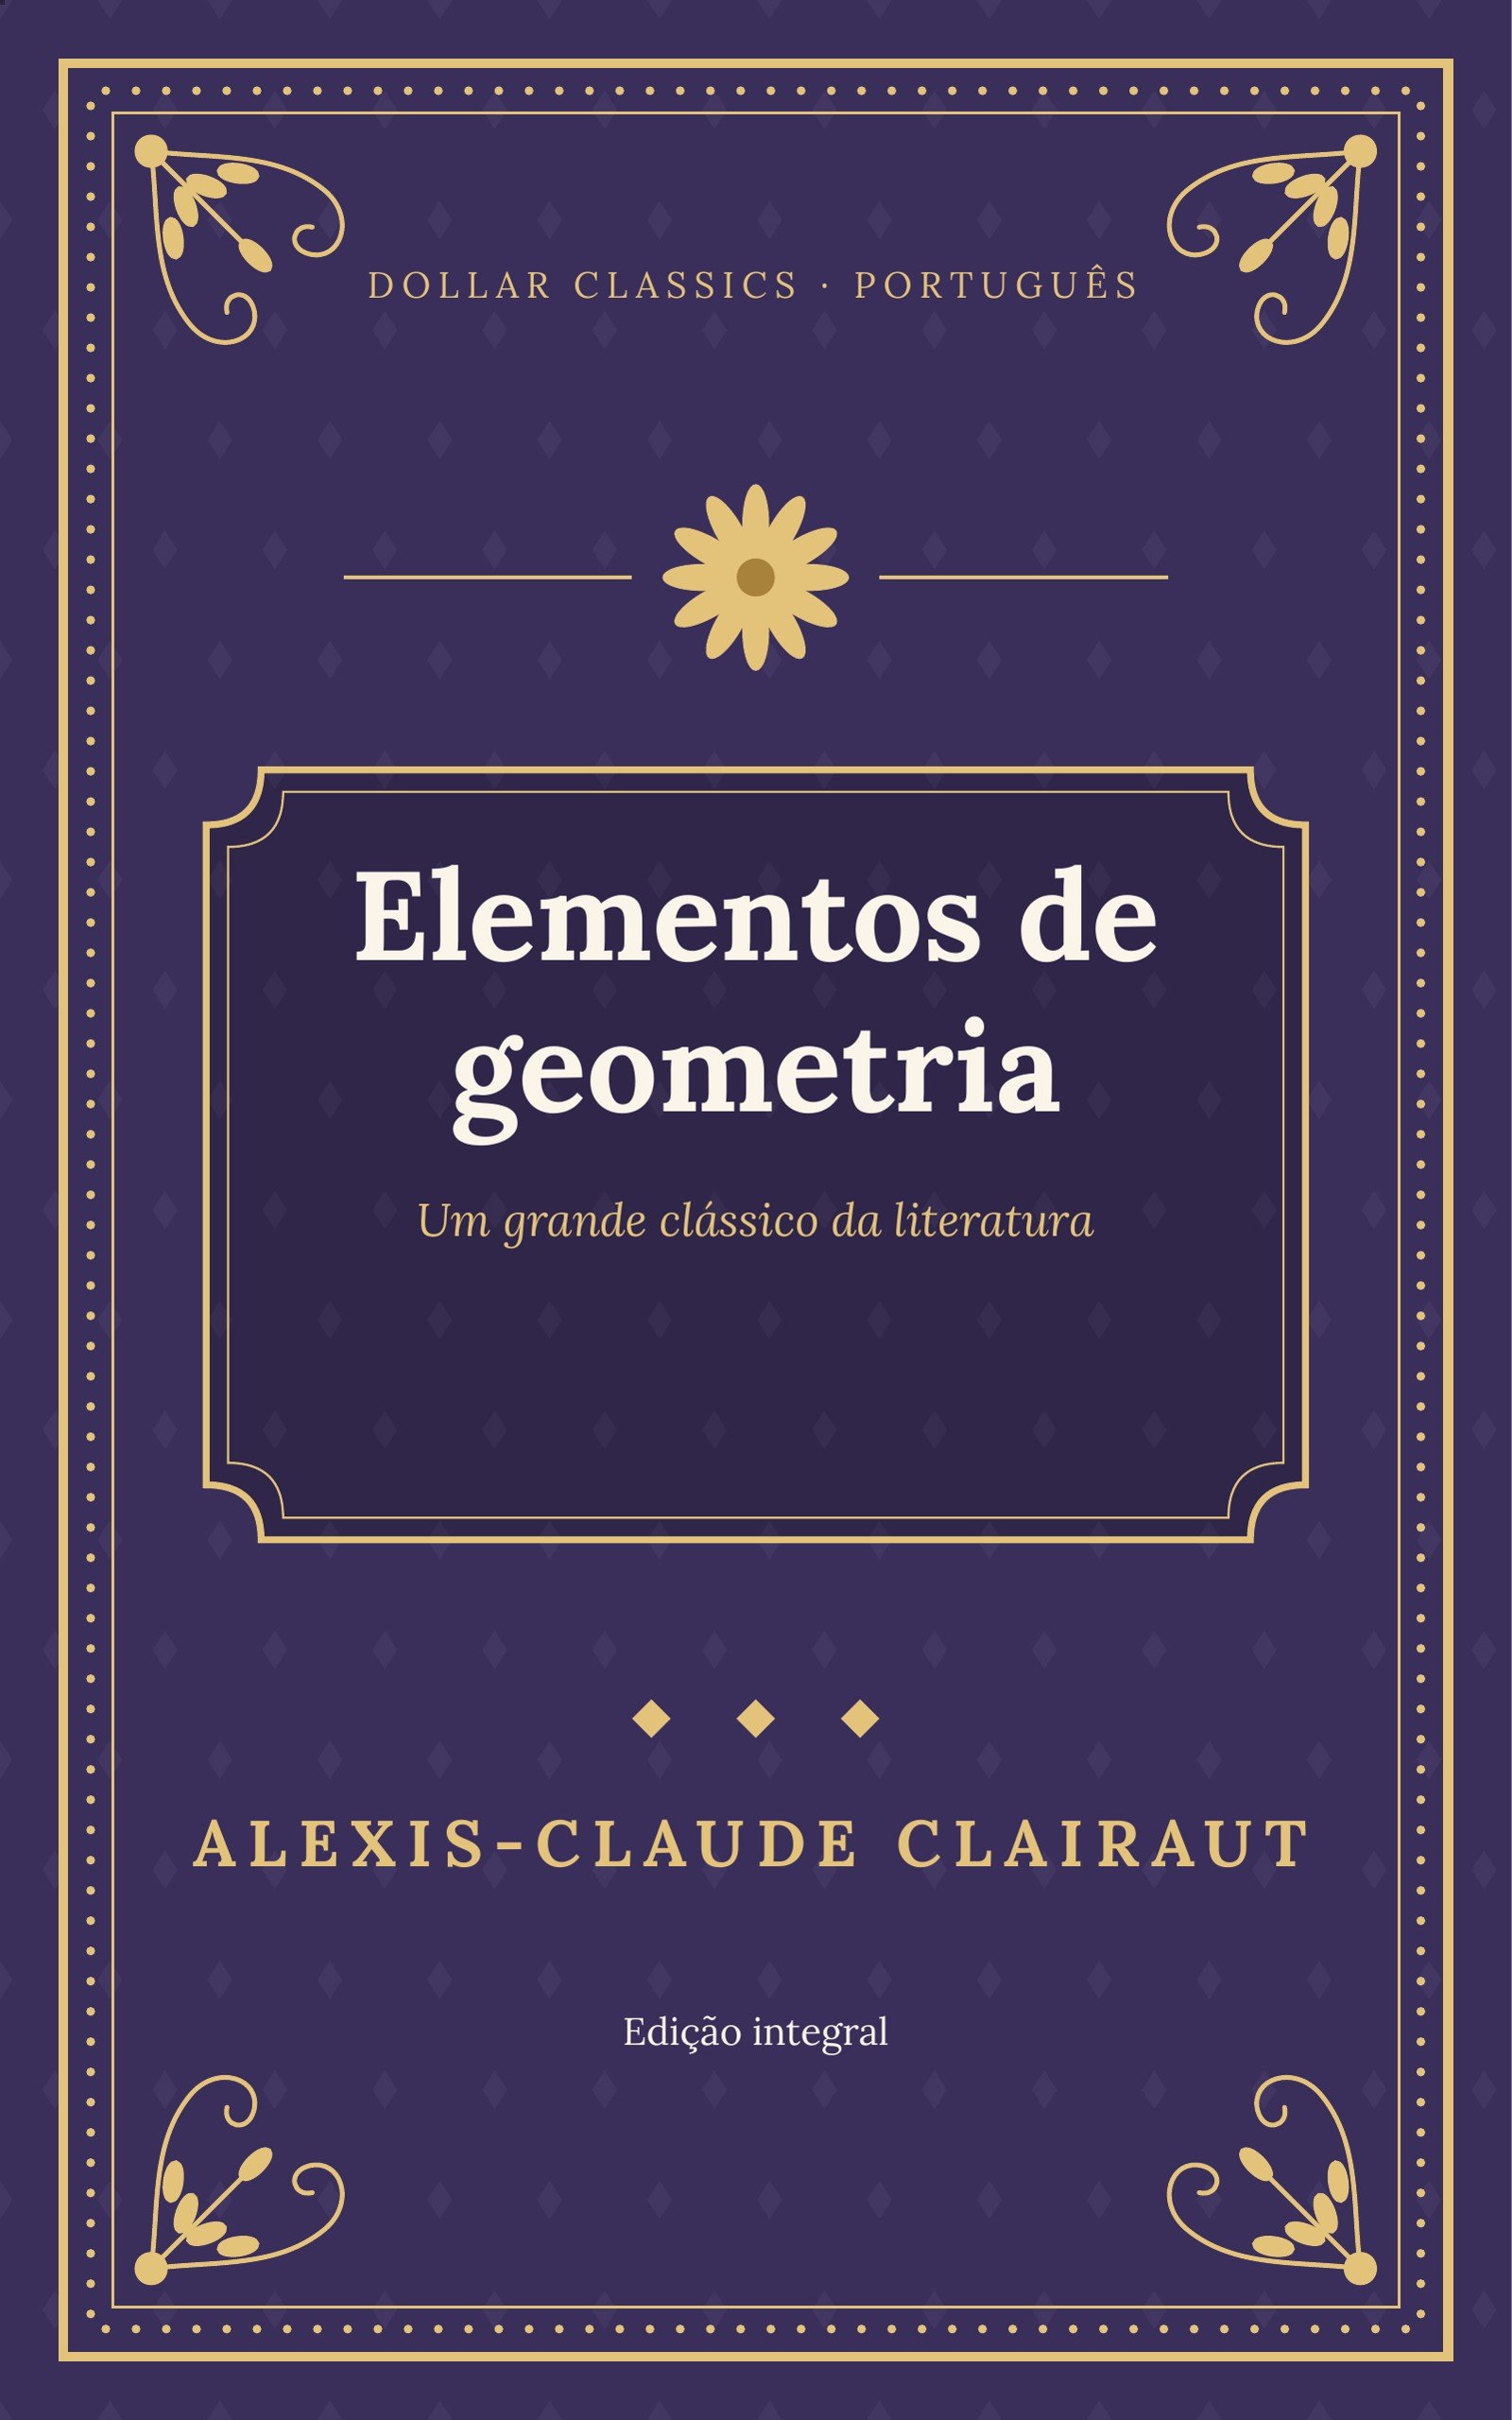 DOLLAR CLASSICS · PORTUGUÊS
Elementos de
geometria
Um grande clássico da literatura
ALEXIS-CLAUDE CLAIRAUT
Edição integral